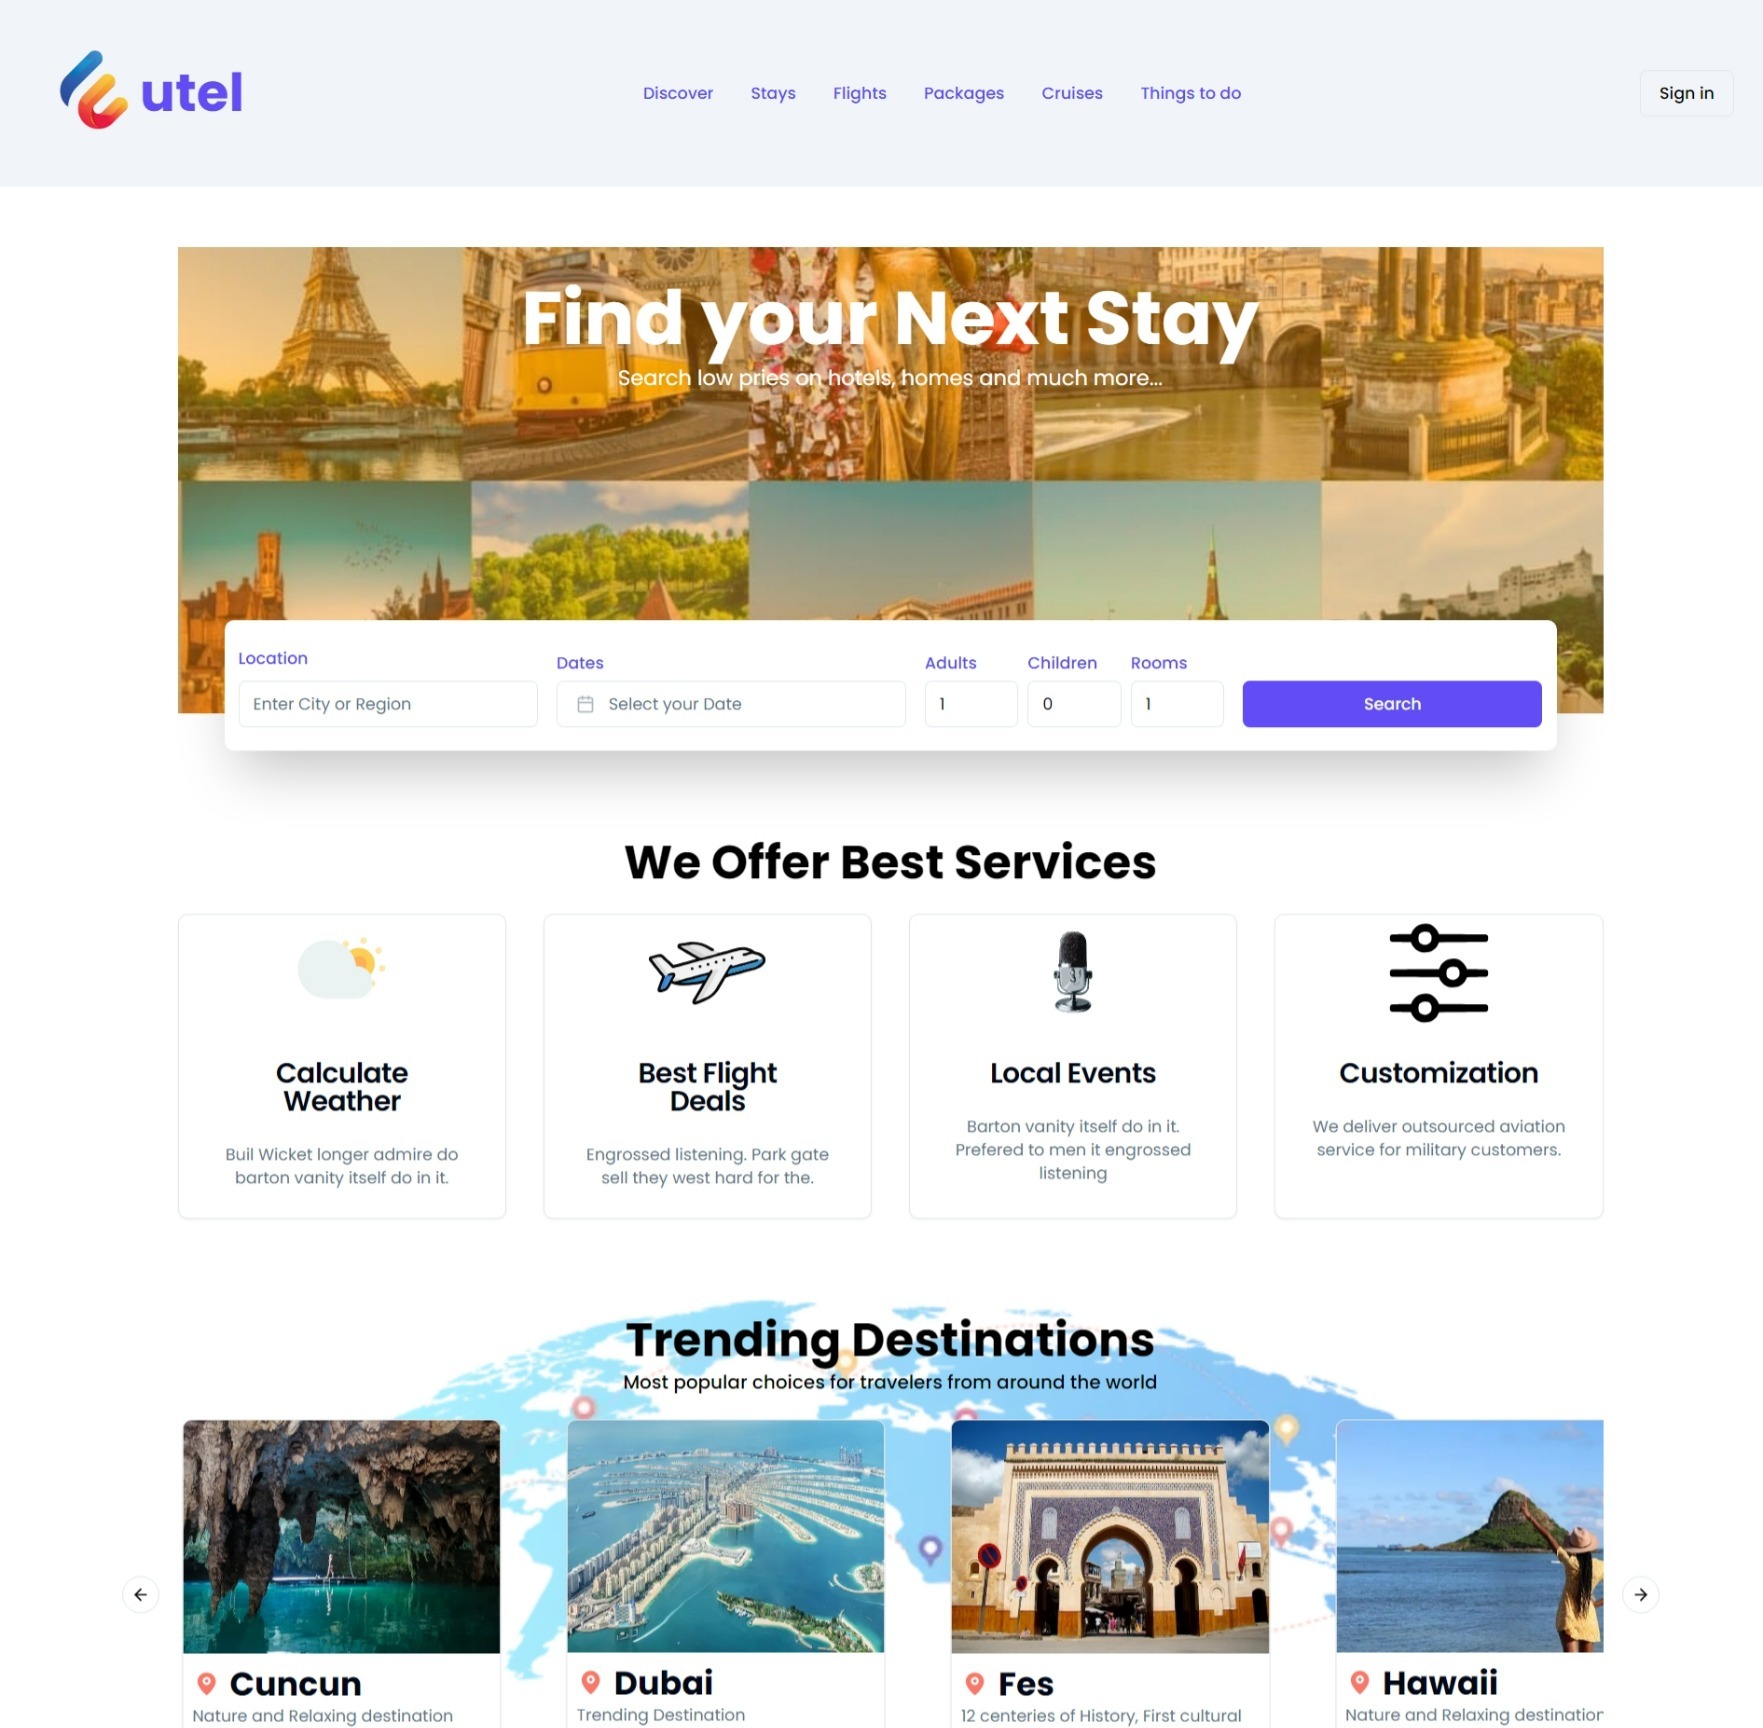 utel
Discover Stays Flights Packages Cruises Things to do
Sign in
Find your Next Stay
Search low pries on hotels, homes and much more...
Location
Dates
Adults Children Rooms
Enter City or Region
Select your Date
1 0 1
Search
We Offer Best Services
Calculate
Weather
Buil Wicket longer admire do
barton vanity itself do in it.
Best Flight
Deals
Engrossed listening. Park gate
sell they west hard for the.
Local Events
Barton vanity itself do in it.
Prefered to men it engrossed
listening
Customization
We deliver outsourced aviation
service for military customers.
Trending Destinations
Most popular choices for travelers from around the world
Cuncun
Nature and Relaxing destination
Dubai
Trending Destination
Fes
12 centeries of History, First cultural
Hawaii
Nature and Relaxing destination